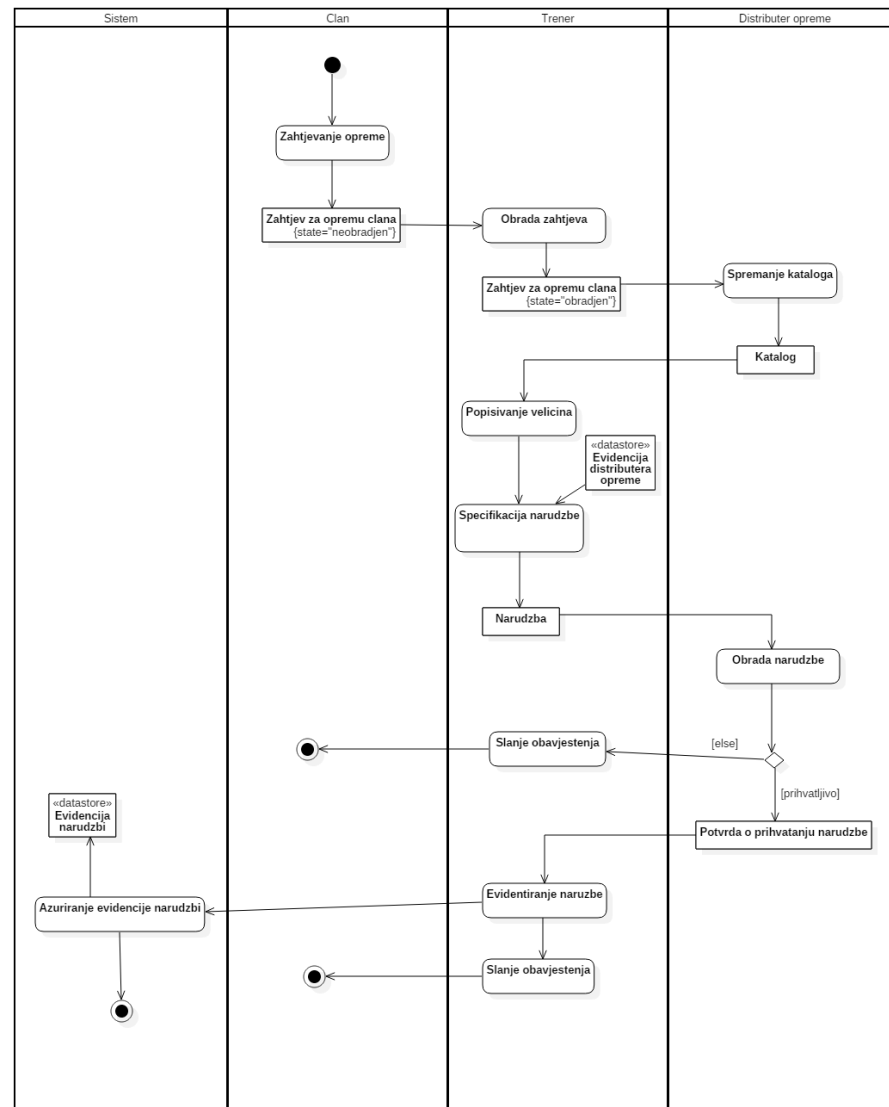 Sistem
Clan
Trener
Distributer opreme
Zahtjevanje opreme
Zahtjev za opremu clana
{state="neobradjen"}
Obrada zahtjeva
Zahtjev za opremu clana
{state="obradjen"}
Spremanje kataloga
Katalog
Popisivanje velicina
«datastore»
Evidencija
distributera
opreme
Specifikacija narudzbe
Narudzba
Obrada narudzbe
Slanje obavjestenja
[else]
[prihvatljivo]
«datastore»
Evidencija
narudzbi
Potvrda o prihvatanju narudzbe
Azuriranje evidencije narudzbi
Evidentiranje naruzbe
Slanje obavjestenja